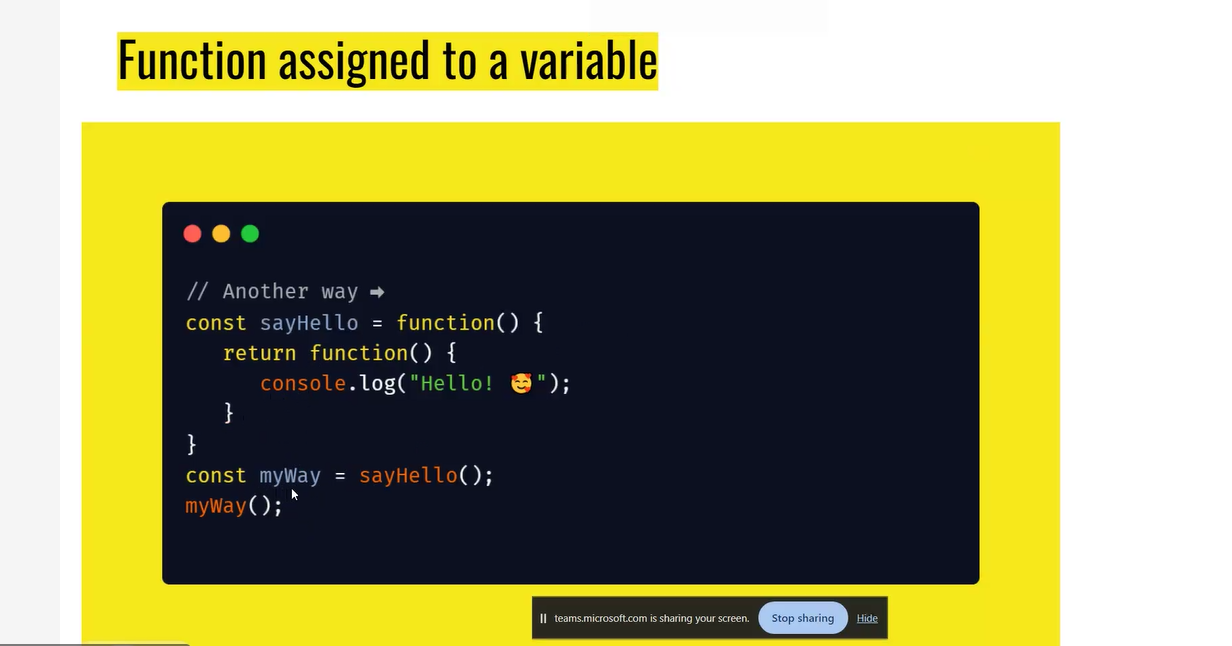 Function assigned to a variable
// Another way ➡
const sayHello = function() {
return function() {
console.log("Hello! 🥰");
}
}
const myWay = sayHello();
myWay();
teams.microsoft.com is sharing your screen. Stop sharing Hide